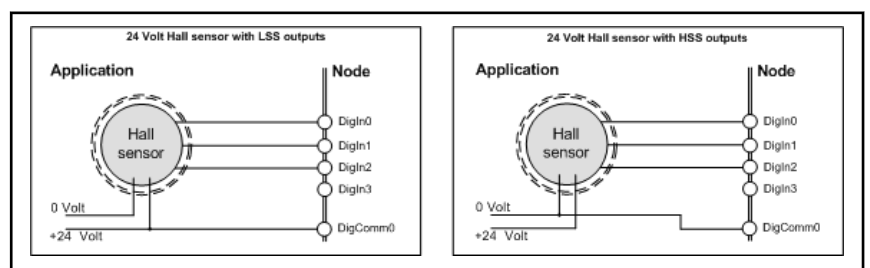 24 Volt Hall sensor with LSS outputs
Application
Node
Hall
sensor
DigIn0
DigIn1
DigIn2
DigIn3
0 Volt
+24 Volt
DigComm0
24 Volt Hall sensor with HSS outputs
Application
Node
Hall
sensor
DigIn0
DigIn1
DigIn2
DigIn3
0 Volt
+24 Volt
DigComm0